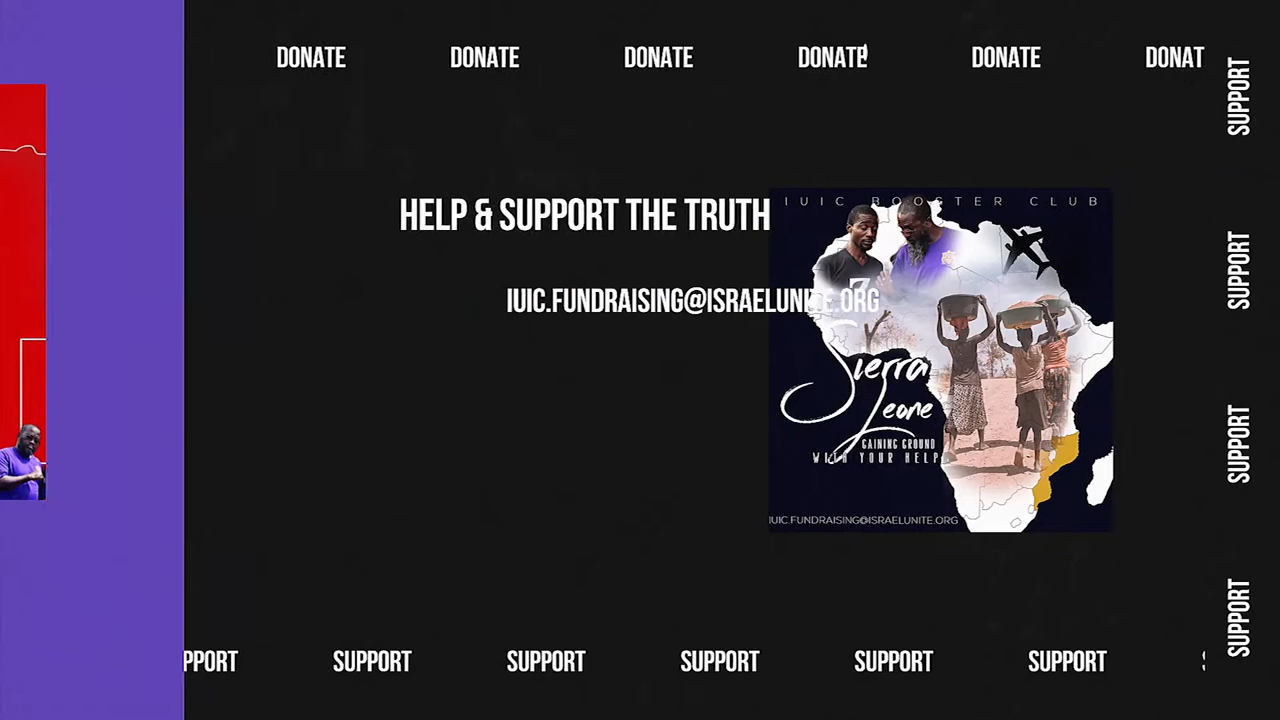 DONATE DONATE DONATE DONATE DONATE DONAT
HELP & SUPPORT THE TRUTH
IUIC.FUNDRAISING@ISRAELUNITE.ORG
IUIC BOOSTER CLUB
7
Sierra
Leone
GAINING GROUND
WITH YOUR HELP
IUIC.FUNDRAISING@ISRAELUNITE.ORG
PPORT SUPPORT SUPPORT SUPPORT SUPPORT SUPPORT
SUPPORT
SUPPORT
SUPPORT
SUPPORT